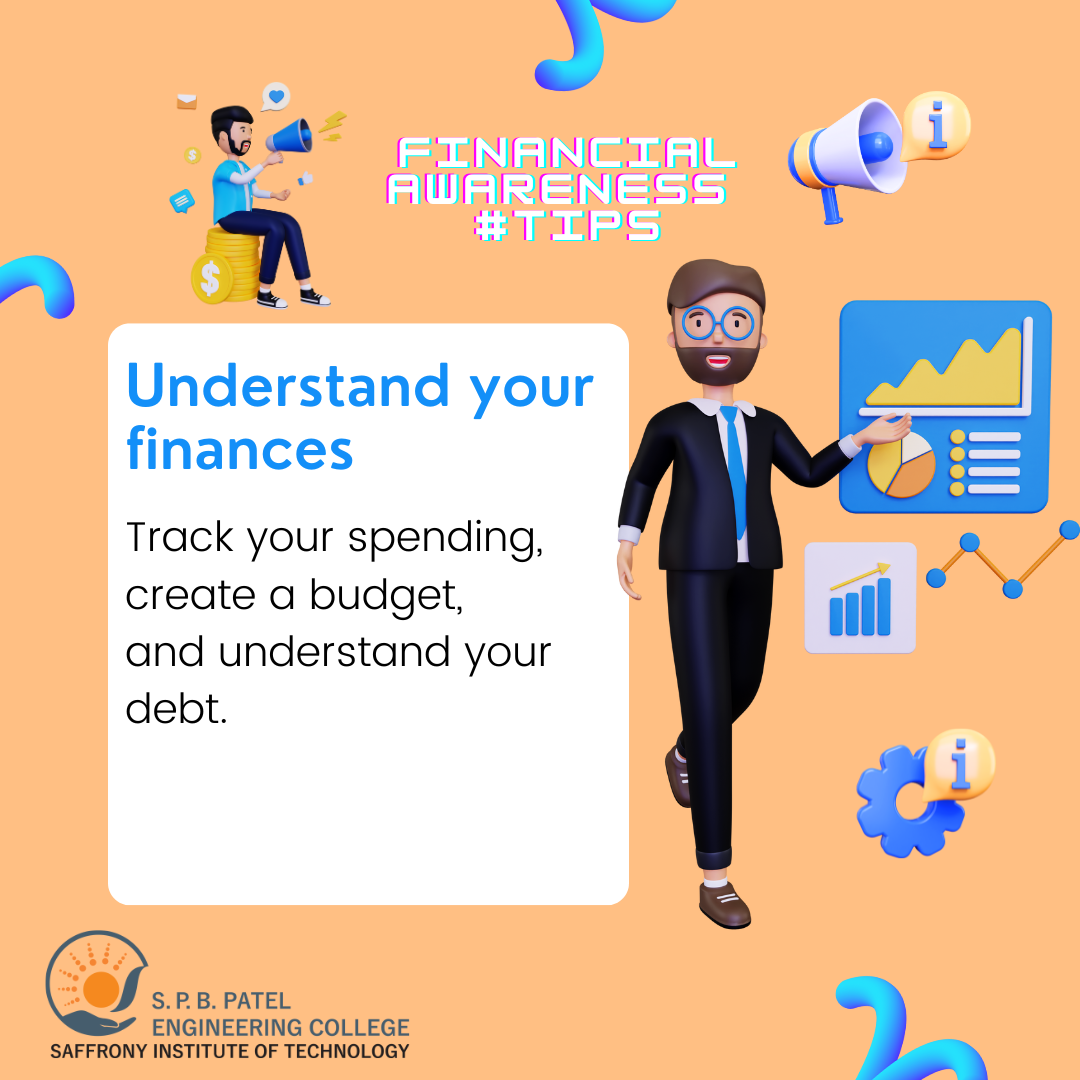 FINANCIAL
AWARENESS
#TIPS
i
Understand your
finances
Track your spending,
create a budget,
and understand your
debt.
$
$
i
S. P. B. PATEL
ENGINEERING COLLEGE
SAFFRONY INSTITUTE OF TECHNOLOGY